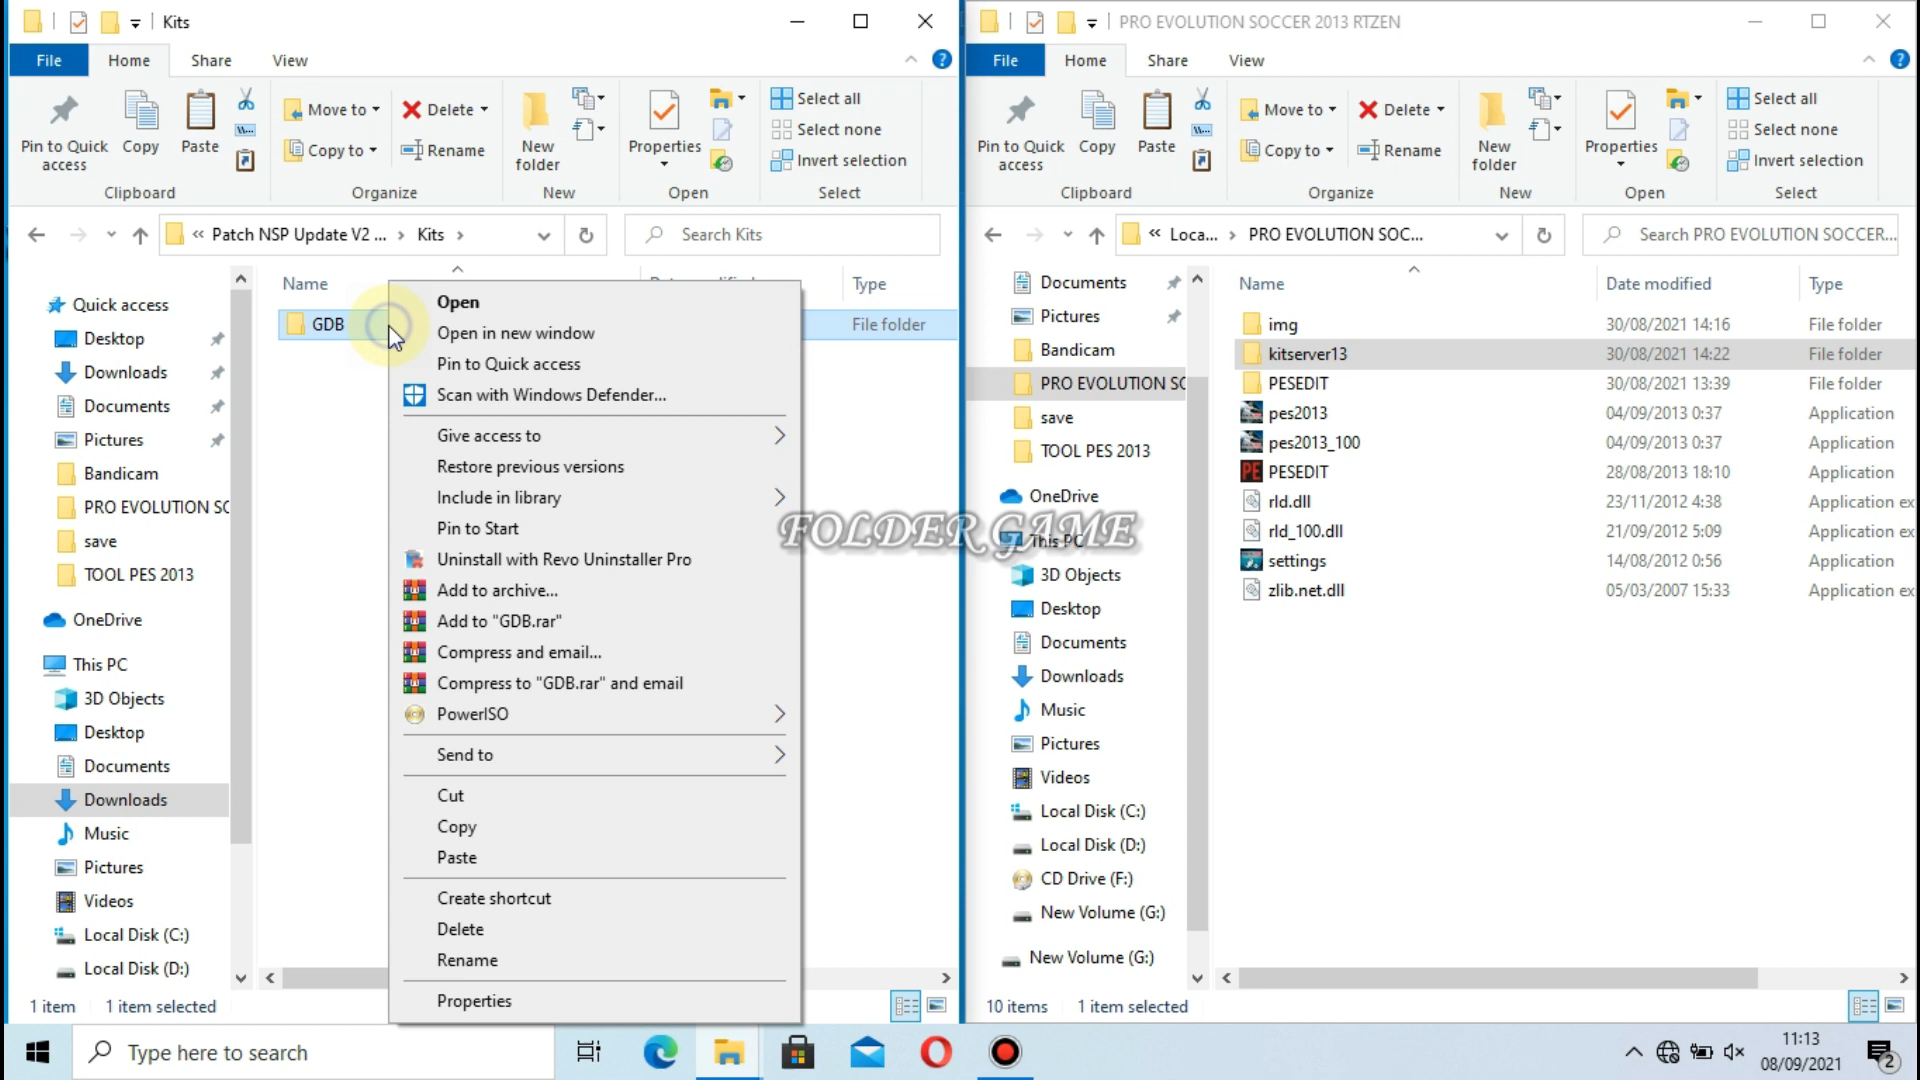 Kits
File
Home
Share
View
Pin to Quick
access
Copy
Paste
Clipboard
Move to
Copy to
Delete
Rename
Organize
New
folder
New
Properties
Open
Select all
Select none
Invert selection
Select
« Patch NSP Update V2 ... › Kits ›
Search Kits
Quick access
Desktop
Downloads
Documents
Pictures
Bandicam
PRO EVOLUTION SC
save
TOOL PES 2013
OneDrive
This PC
3D Objects
Desktop
Documents
Downloads
Music
Pictures
Videos
Local Disk (C:)
Local Disk (D:)
Name
Type
GDB
File folder
Open
Open in new window
Pin to Quick access
Scan with Windows Defender...
Give access to
Restore previous versions
Include in library
Pin to Start
Uninstall with Revo Uninstaller Pro
Add to archive...
Add to "GDB.rar"
Compress and email...
Compress to "GDB.rar" and email
PowerISO
Send to
Cut
Copy
Paste
Create shortcut
Delete
Rename
Properties
1 item
1 item selected
FOLDER GAME
PRO EVOLUTION SOCCER 2013 RTZEN
File
Home
Share
View
Pin to Quick
access
Copy
Paste
Clipboard
Move to
Copy to
Delete
Rename
Organize
New
folder
New
Properties
Open
Select all
Select none
Invert selection
Select
« Loca... › PRO EVOLUTION SOC...
Search PRO EVOLUTION SOCCER...
Documents
Pictures
Bandicam
PRO EVOLUTION SC
save
TOOL PES 2013
OneDrive
This PC
3D Objects
Desktop
Documents
Downloads
Music
Pictures
Videos
Local Disk (C:)
Local Disk (D:)
CD Drive (F:)
New Volume (G:)
New Volume (G:)
Name Date modified Type
img 30/08/2021 14:16 File folder
kitserver13 30/08/2021 14:22 File folder
PESEDIT 30/08/2021 13:39 File folder
pes2013 04/09/2013 0:37 Application
pes2013_100 04/09/2013 0:37 Application
PESEDIT 28/08/2013 18:10 Application
rld.dll 23/11/2012 4:38 Application ex
rld_100.dll 21/09/2012 5:09 Application ex
settings 14/08/2012 0:56 Application
zlib.net.dll 05/03/2007 15:33 Application ex
10 items
1 item selected
Type here to search
11:13
08/09/2021
2